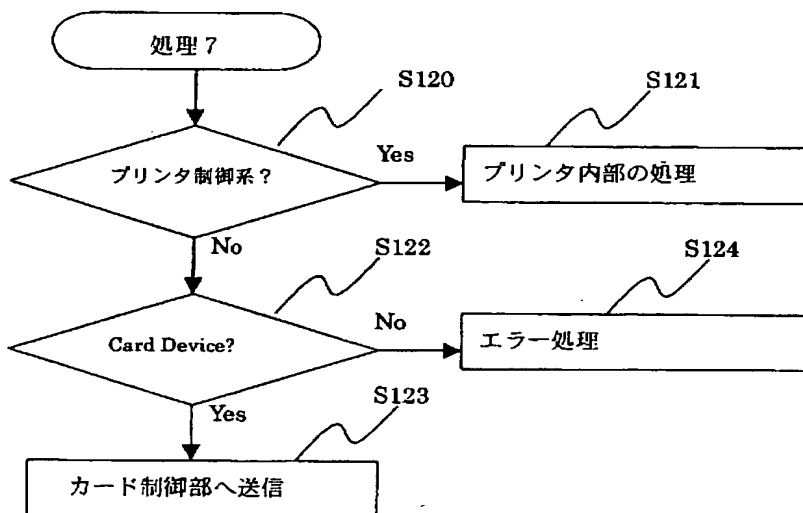 処理7
S120
S121
プリンタ制御系?
Yes
プリンタ内部の処理
No
S122
S124
Card Device?
No
エラー処理
Yes
S123
カード制御部へ送信